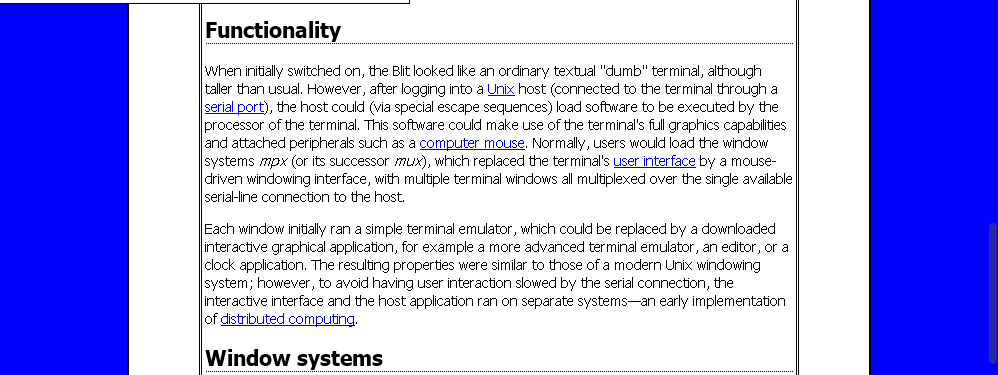 Functionality
When initially switched on, the Blit looked like an ordinary textual "dumb" terminal, although
taller than usual. However, after logging into a Unix host (connected to the terminal through a
serial port), the host could (via special escape sequences) load software to be executed by the
processor of the terminal. This software could make use of the terminal's full graphics capabilities
and attached peripherals such as a computer mouse. Normally, users would load the window
systems mpx (or its successor mux), which replaced the terminal's user interface by a mouse-
driven windowing interface, with multiple terminal windows all multiplexed over the single available
serial-line connection to the host.
Each window initially ran a simple terminal emulator, which could be replaced by a downloaded
interactive graphical application, for example a more advanced terminal emulator, an editor, or a
clock application. The resulting properties were similar to those of a modern Unix windowing
system; however, to avoid having user interaction slowed by the serial connection, the
interactive interface and the host application ran on separate systems—an early implementation
of distributed computing.
Window systems